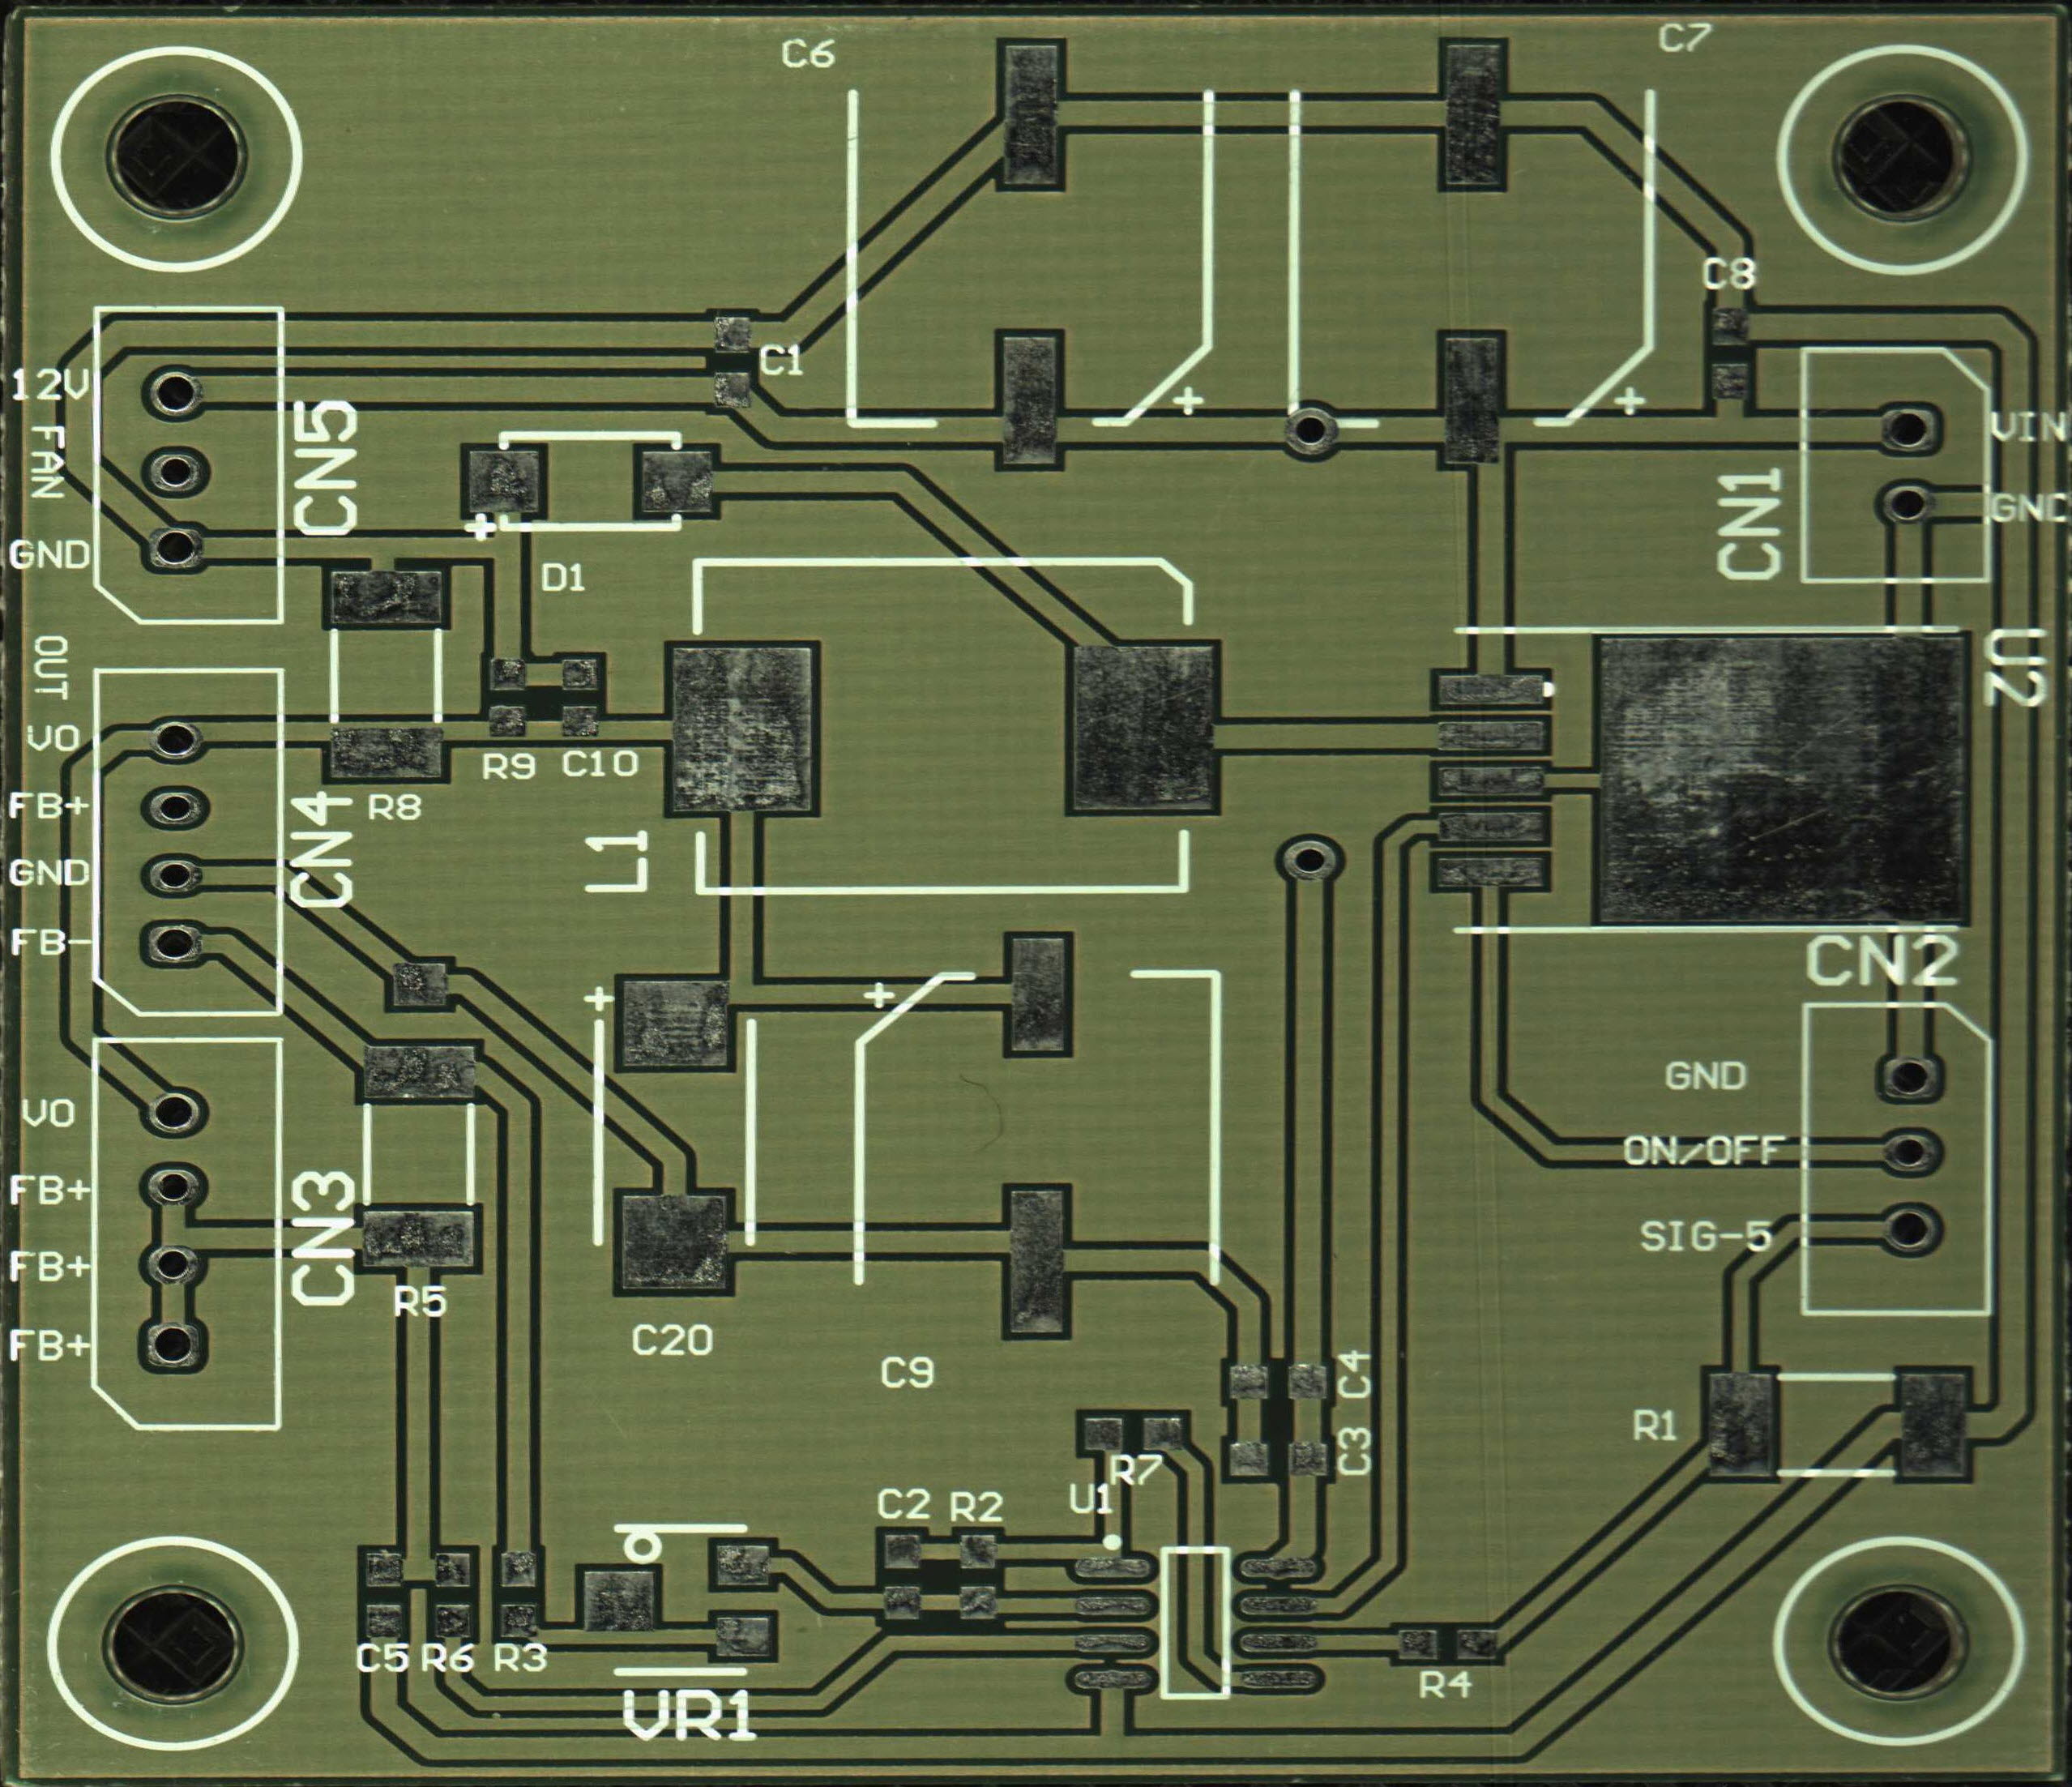 C6
C7
C8
C1
12V
FAN
CN5
GND
+
+
+
VIN
CN1
GND
D1
OUT
U2
VO
R9
C10
FB+
R8
CN4
L1
GND
FB-
CN2
+
+
GND
VO
ON/OFF
FB+
CN3
SIG-5
FB+
R5
FB+
C20
C9
C4
R1
C3
R7
U1
C2
R2
C5
R6
R3
R4
VR1